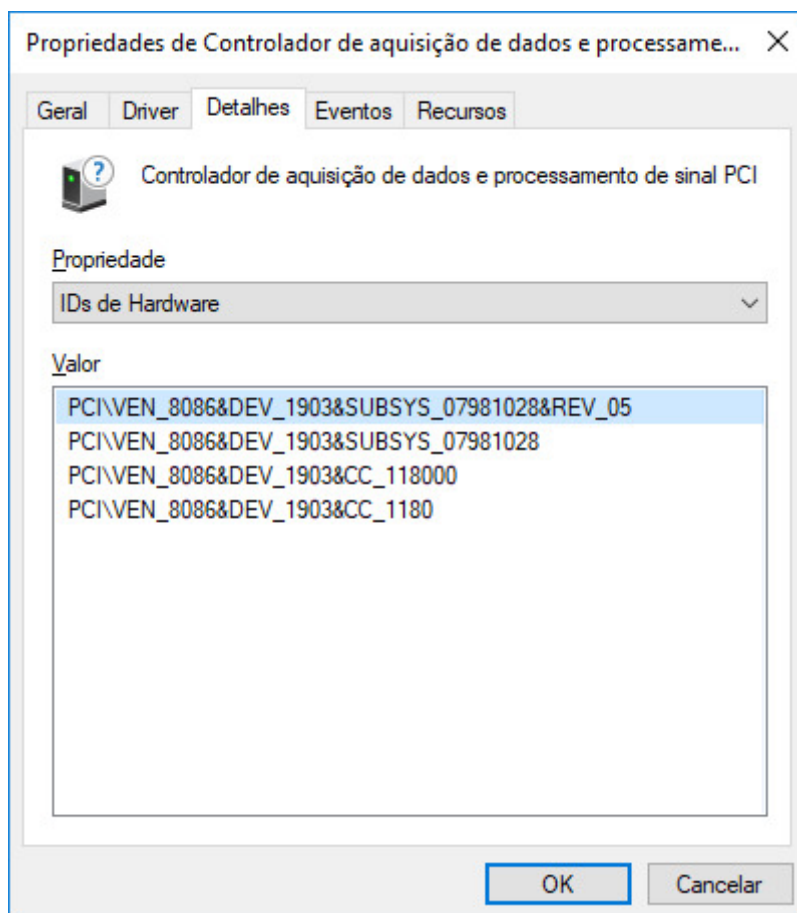 Propriedades de Controlador de aquisição de dados e processame...
Geral Driver Detalhes Eventos Recursos
?
Controlador de aquisição de dados e processamento de sinal PCI
Propriedade
IDs de Hardware
Valor
PCI\VEN_8086&DEV_1903&SUBSYS_07981028&REV_05
PCI\VEN_8086&DEV_1903&SUBSYS_07981028
PCI\VEN_8086&DEV_1903&CC_118000
PCI\VEN_8086&DEV_1903&CC_1180
OK Cancelar